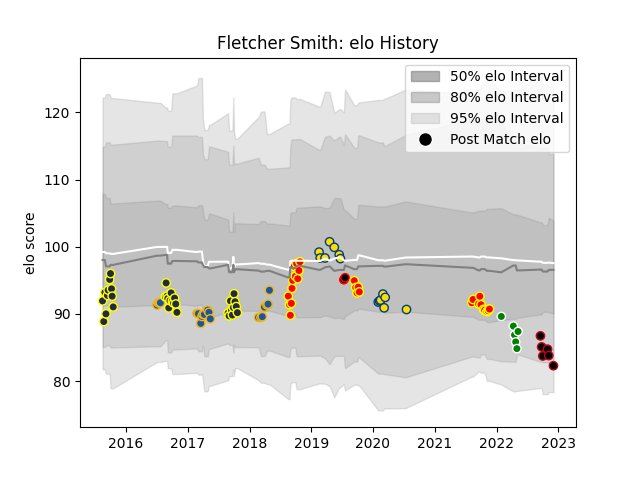 Fletcher Smith: elo History
50% elo Interval
80% elo Interval
95% elo Interval
Post Match elo
elo score
120
110
100
90
80
2016 2017 2018 2019 2020 2021 2022 2023